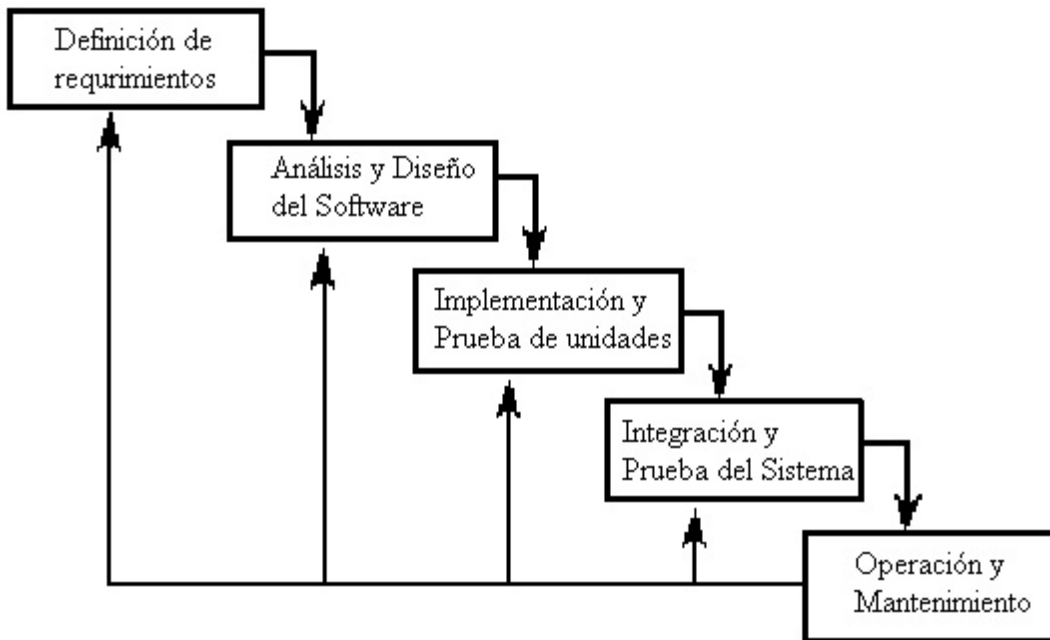 Definición de
requrimientos
Análisis y Diseño
del Software
Implementación y
Prueba de unidades
Integración y
Prueba del Sistema
Operación y
Mantenimiento